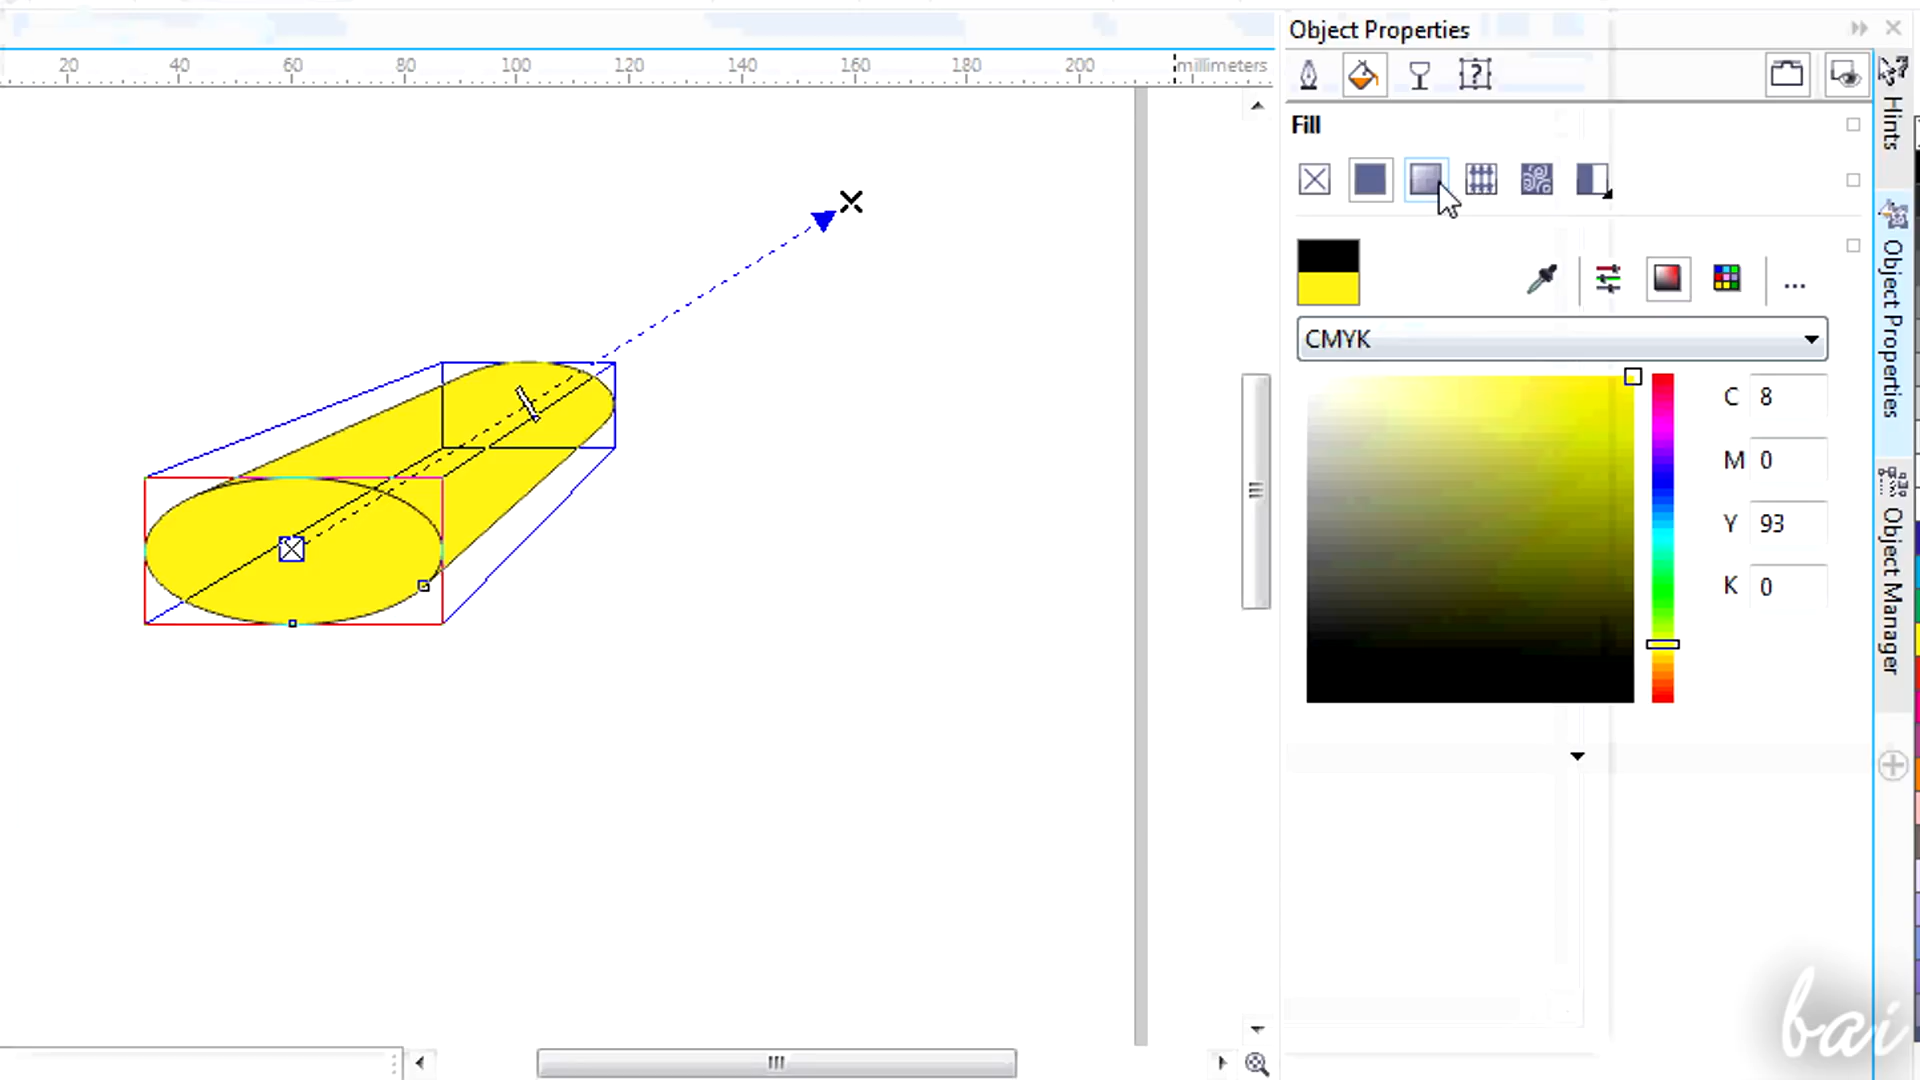 Object Properties
20 40 60 80 100 120 140 160 180 200 millimeters
Fill
CMYK
C 8
M 0
Y 93
K 0
Hints
Object Properties
Object Manager
bai